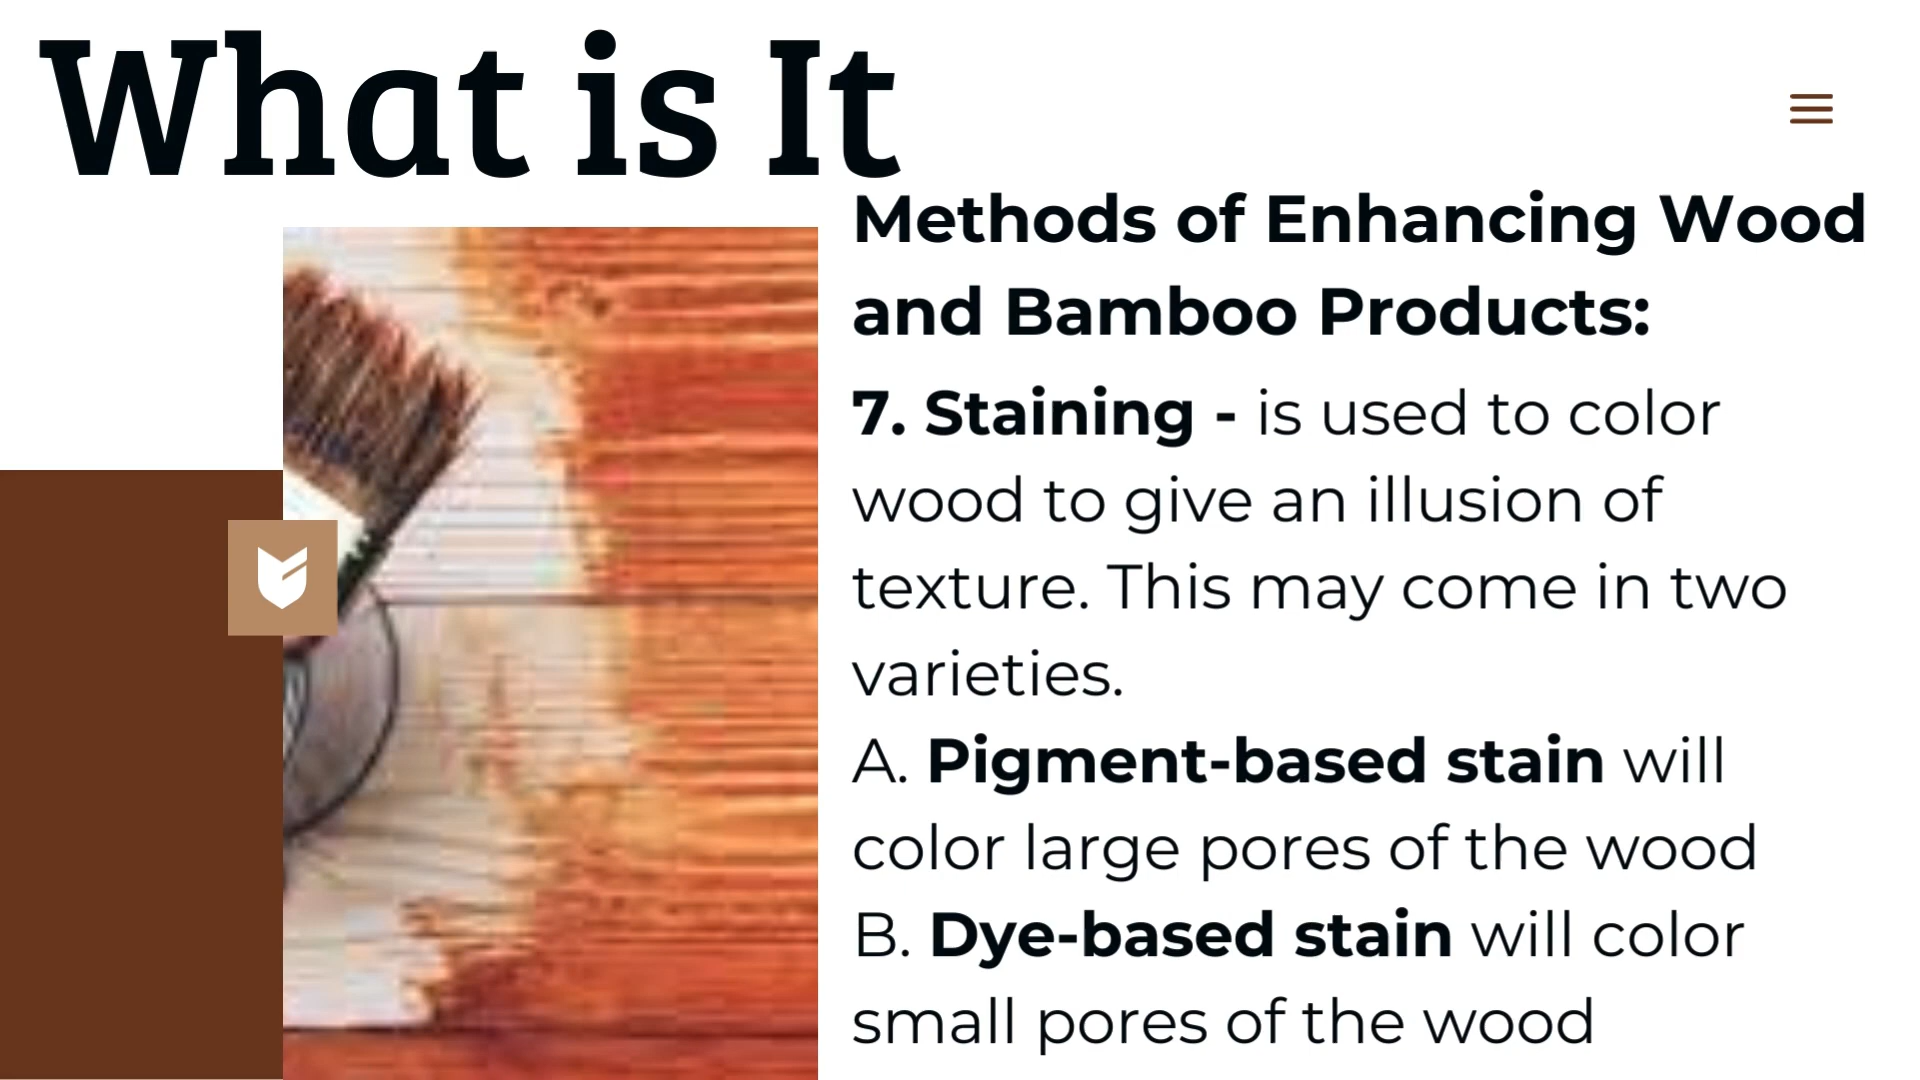 What is It
Methods of Enhancing Wood
and Bamboo Products:
7. Staining - is used to color
wood to give an illusion of
texture. This may come in two
varieties.
A. Pigment-based stain will
color large pores of the wood
B. Dye-based stain will color
small pores of the wood